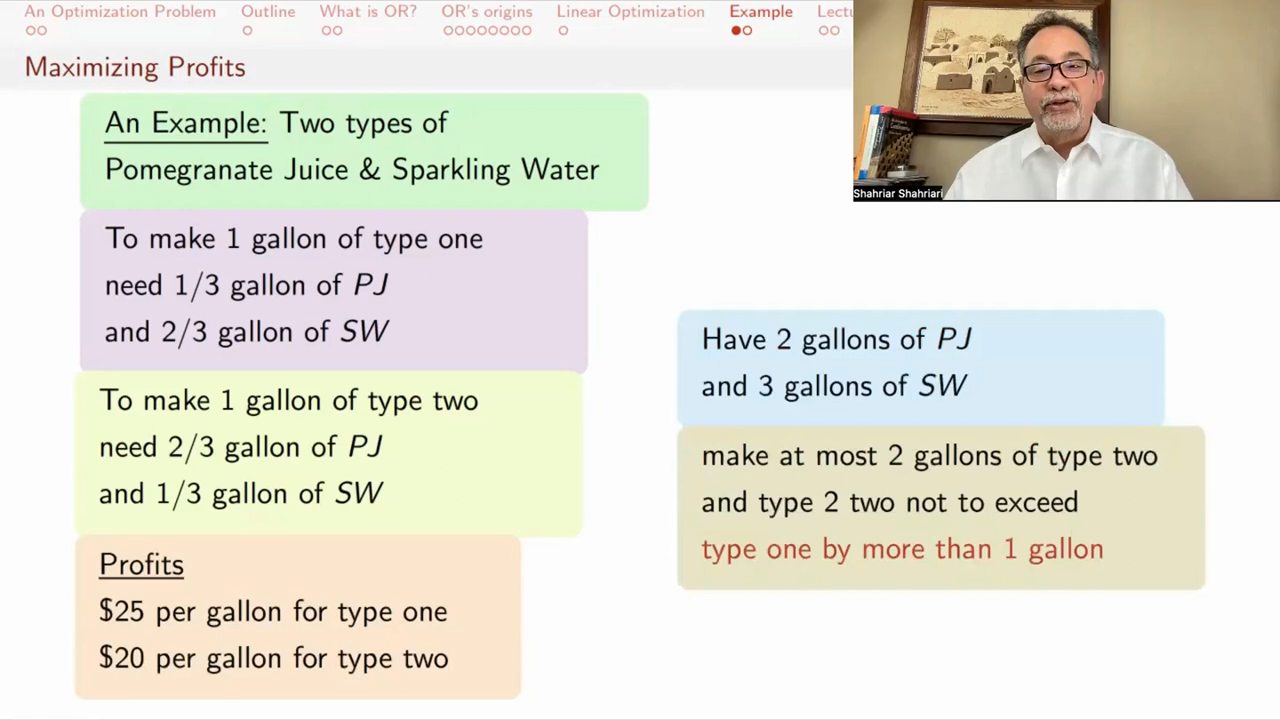 An Optimization Problem Outline What is OR? OR's origins Linear Optimization Example Lectu
Maximizing Profits
An Example: Two types of
Pomegranate Juice & Sparkling Water
To make 1 gallon of type one
need 1/3 gallon of PJ
and 2/3 gallon of SW
To make 1 gallon of type two
need 2/3 gallon of PJ
and 1/3 gallon of SW
Profits
$25 per gallon for type one
$20 per gallon for type two
Have 2 gallons of PJ
and 3 gallons of SW
make at most 2 gallons of type two
and type 2 two not to exceed
type one by more than 1 gallon
Shahriar Shahriari